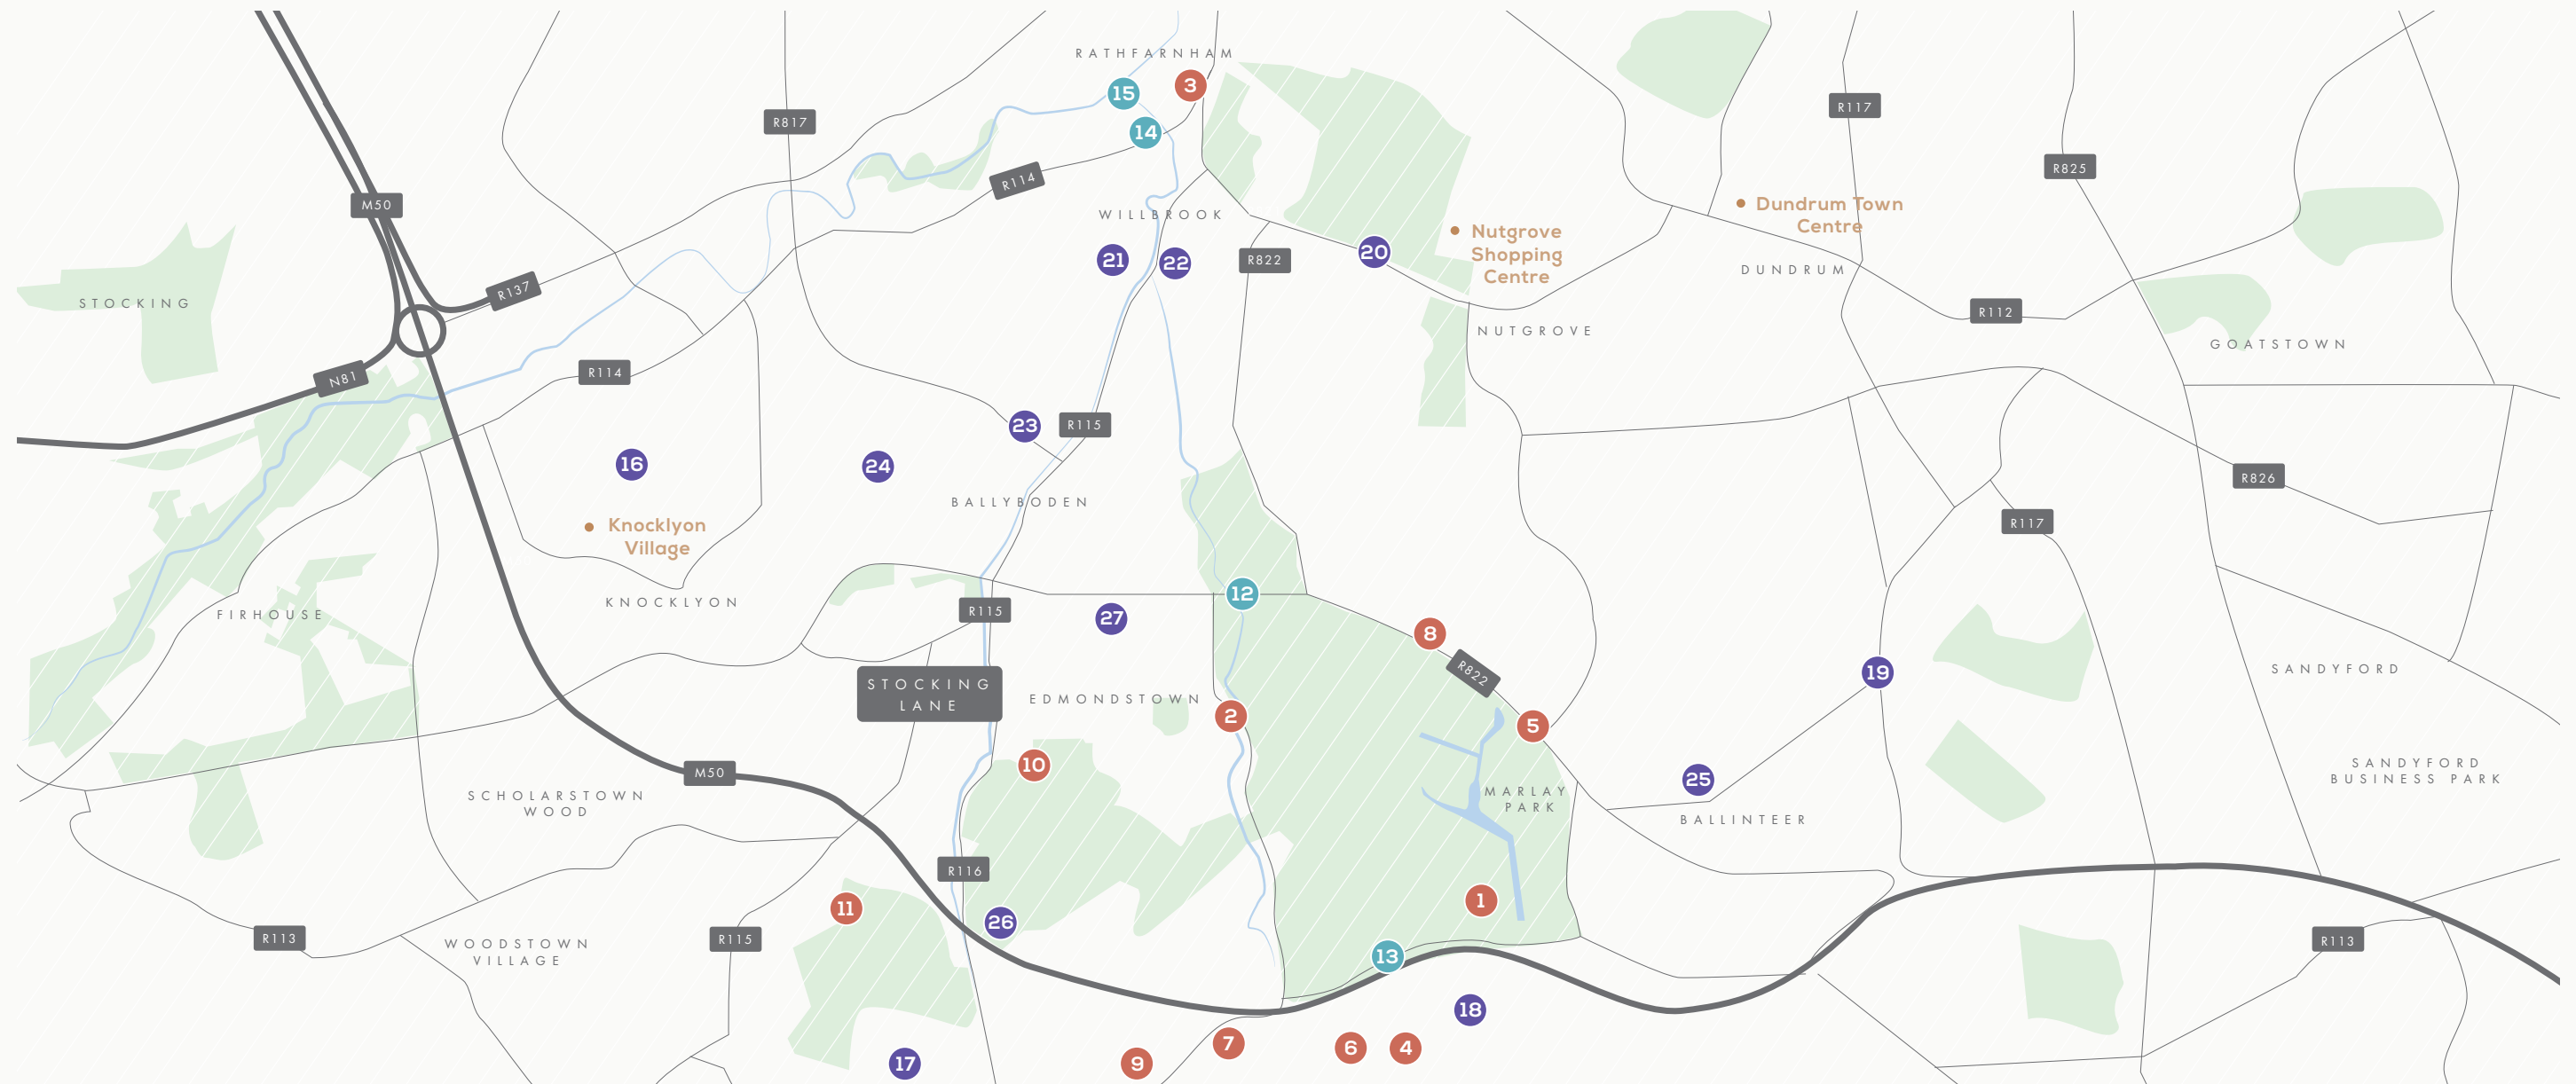 RATHFARNHAM
3
15
R117
R817
14
R825
R114
M50
Dundrum Town
Centre
WILLBROOK
Nutgrove
Shopping
Centre
20
21
22
R822
DUNDRUM
R137
STOCKING
R112
NUTGROVE
GOATSTOWN
R114
N81
R115
23
16
24
R826
BALLYBODEN
Knocklyon
Village
R117
12
KNOCKLYON
R115
FIRHOUSE
27
8
R822
19
SANDYFORD
STOCKING
LANE
EDMONDSTOWN
2
5
10
M50
SANDYFORD
BUSINESS PARK
25
MARLAY
PARK
SCHOLARSTOWN
WOOD
BALLINTEER
R116
1
11
26
R113
R115
R113
WOODSTOWN
VILLAGE
13
18
7
6
4
17
9